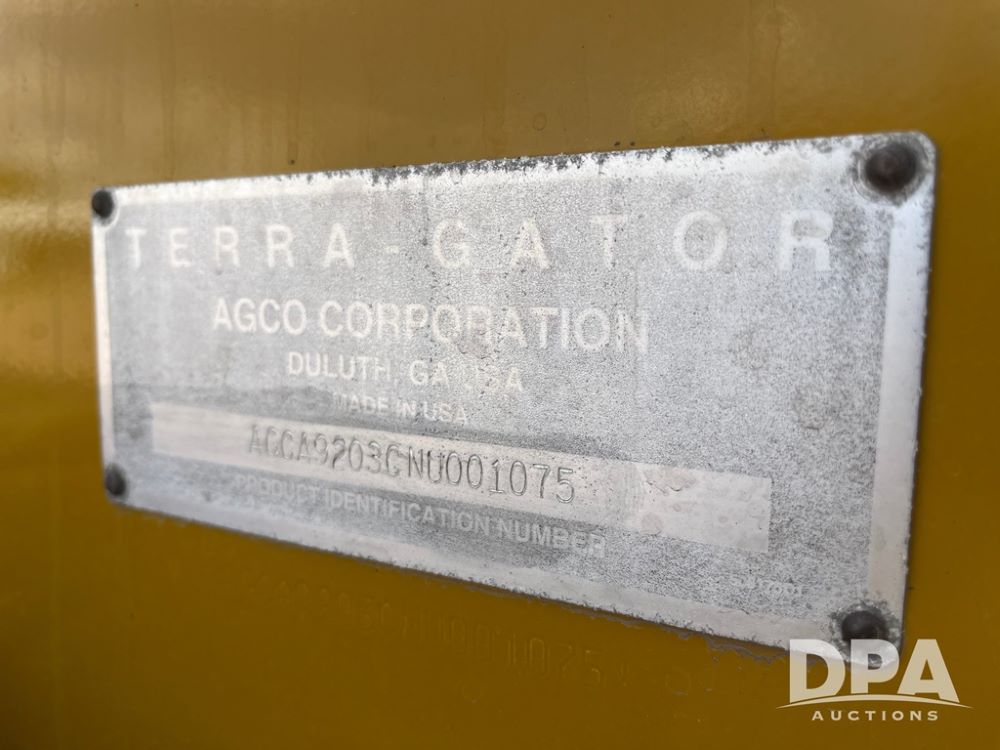 TERRA-GATOR
AGCO CORPORATION
DULUTH, GA USA
MADE IN USA
AGCA9203CNU001075
PRODUCT IDENTIFICATION NUMBER
DPA
AUCTIONS